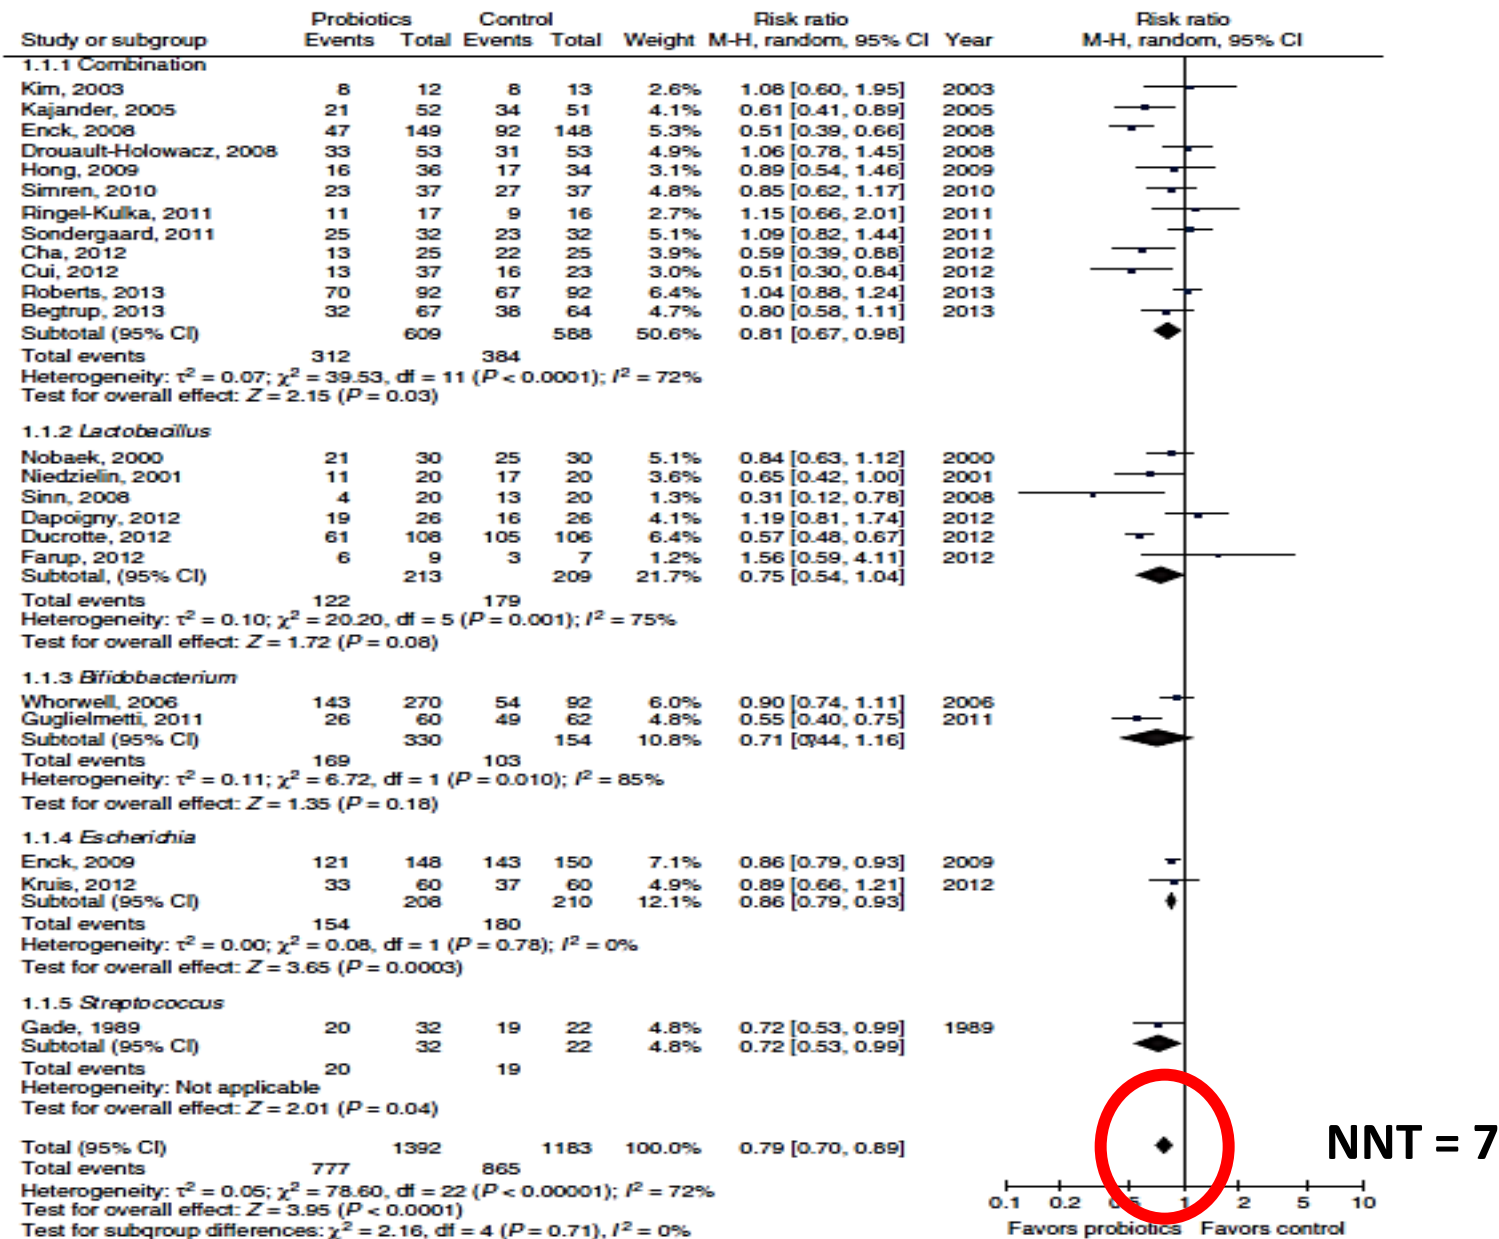 Probiotics Control Risk ratio Risk ratio
Study or subgroup Events Total Events Total Weight M-H, random, 95% CI Year M-H, random, 95% CI
1.1.1 Combination
Kim, 2003 8 12 8 13 2.6% 1.08 [0.60, 1.95] 2003
Kajander, 2005 21 52 34 51 4.1% 0.61 [0.41, 0.89] 2005
Enck, 2008 47 149 92 148 5.3% 0.51 [0.39, 0.66] 2008
Drouault-Holowacz, 2008 33 53 31 53 4.9% 1.06 [0.78, 1.45] 2008
Hong, 2009 16 36 17 34 3.1% 0.89 [0.54, 1.46] 2009
Simren, 2010 23 37 27 37 4.8% 0.85 [0.62, 1.17] 2010
Ringel-Kulka, 2011 11 17 9 16 2.7% 1.15 [0.66, 2.01] 2011
Sondergaard, 2011 25 32 23 32 5.1% 1.09 [0.82, 1.44] 2011
Cha, 2012 13 25 22 25 3.9% 0.59 [0.39, 0.88] 2012
Cui, 2012 13 37 16 23 3.0% 0.51 [0.30, 0.84] 2012
Roberts, 2013 70 92 67 92 6.4% 1.04 [0.88, 1.24] 2013
Begtrup, 2013 32 67 38 64 4.7% 0.80 [0.58, 1.11] 2013
Subtotal (95% CI) 609 588 50.6% 0.81 [0.67, 0.98]
Total events 312 384
Heterogeneity: τ² = 0.07; χ² = 39.53, df = 11 (P < 0.0001); I² = 72%
Test for overall effect: Z = 2.15 (P = 0.03)
1.1.2 Lactobacillus
Nobaek, 2000 21 30 25 30 5.1% 0.84 [0.63, 1.12] 2000
Niedzielin, 2001 11 20 17 20 3.6% 0.65 [0.42, 1.00] 2001
Sinn, 2008 4 20 13 20 1.3% 0.31 [0.12, 0.78] 2008
Dapoigny, 2012 19 26 16 26 4.1% 1.19 [0.81, 1.74] 2012
Ducrotte, 2012 61 108 105 106 6.4% 0.57 [0.48, 0.67] 2012
Farup, 2012 6 9 3 7 1.2% 1.56 [0.59, 4.11] 2012
Subtotal, (95% CI) 213 209 21.7% 0.75 [0.54, 1.04]
Total events 122 179
Heterogeneity: τ² = 0.10; χ² = 20.20, df = 5 (P = 0.001); I² = 75%
Test for overall effect: Z = 1.72 (P = 0.08)
1.1.3 Bifidobacterium
Whorwell, 2006 143 270 54 92 6.0% 0.90 [0.74, 1.11] 2006
Guglielmetti, 2011 26 60 49 62 4.8% 0.55 [0.40, 0.75] 2011
Subtotal (95% CI) 330 154 10.8% 0.71 [0.44, 1.16]
Total events 169 103
Heterogeneity: τ² = 0.11; χ² = 6.72, df = 1 (P = 0.010); I² = 85%
Test for overall effect: Z = 1.35 (P = 0.18)
1.1.4 Escherichia
Enck, 2009 121 148 143 150 7.1% 0.86 [0.79, 0.93] 2009
Kruis, 2012 33 60 37 60 4.9% 0.89 [0.66, 1.21] 2012
Subtotal (95% CI) 208 210 12.1% 0.86 [0.79, 0.93]
Total events 154 180
Heterogeneity: τ² = 0.00; χ² = 0.08, df = 1 (P = 0.78); I² = 0%
Test for overall effect: Z = 3.65 (P = 0.0003)
1.1.5 Streptococcus
Gade, 1989 20 32 19 22 4.8% 0.72 [0.53, 0.99] 1989
Subtotal (95% CI) 32 22 4.8% 0.72 [0.53, 0.99]
Total events 20 19
Heterogeneity: Not applicable
Test for overall effect: Z = 2.01 (P = 0.04)
Total (95% CI) 1392 1183 100.0% 0.79 [0.70, 0.89] NNT = 7
Total events 777 865
Heterogeneity: τ² = 0.05; χ² = 78.60, df = 22 (P < 0.00001); I² = 72%
Test for overall effect: Z = 3.95 (P < 0.0001) 0.1 0.2 0.5 1 2 5 10
Test for subgroup differences: χ² = 2.16, df = 4 (P = 0.71), I² = 0% Favors probiotics Favors control